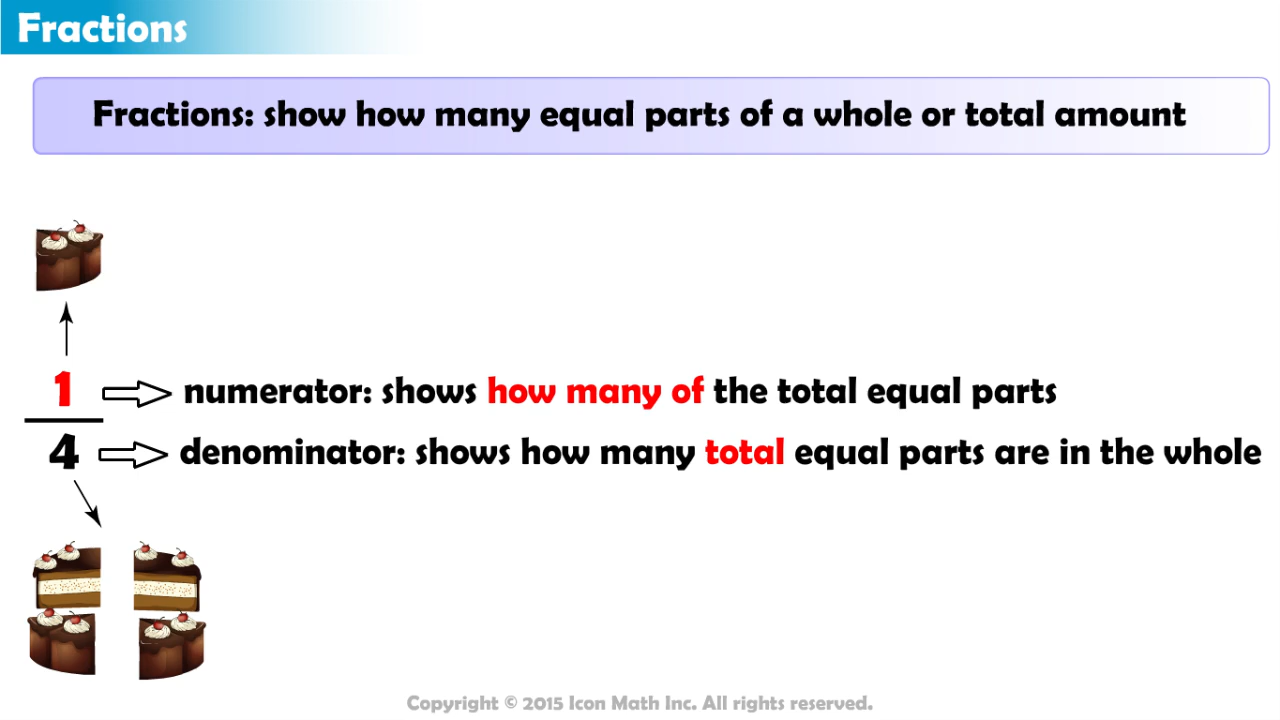 Fractions
Fractions: show how many equal parts of a whole or total amount
1 numerator: shows how many of the total equal parts
4 denominator: shows how many total equal parts are in the whole
Copyright © 2015 Icon Math Inc. All rights reserved.